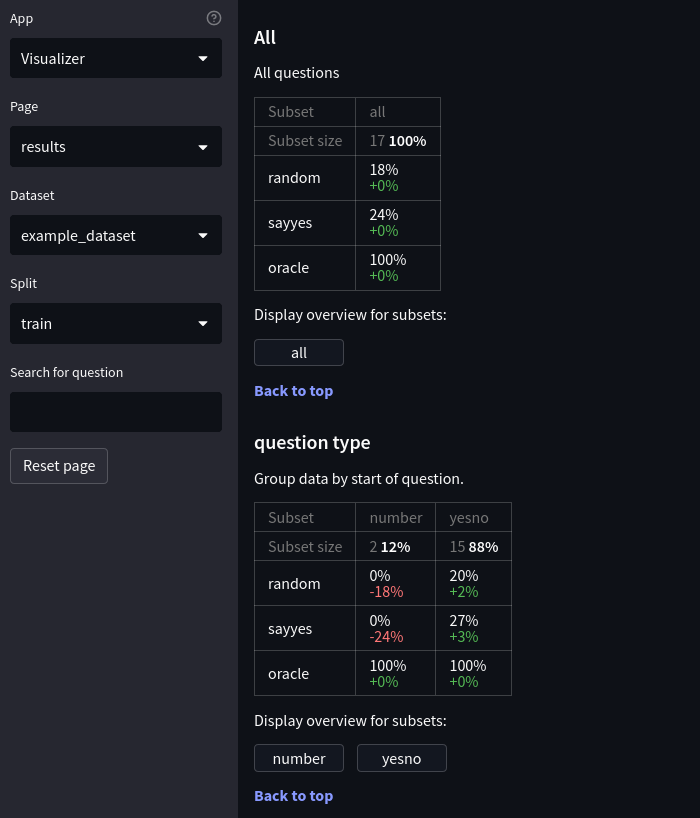 App
Visualizer
Page
results
Dataset
example_dataset
Split
train
Search for question
Reset page
All
All questions
Subset all
Subset size 17 100%
random 18% +0%
sayyes 24% +0%
oracle 100% +0%
Display overview for subsets:
all
Back to top
question type
Group data by start of question.
Subset number yesno
Subset size 2 12% 15 88%
random 0% -18% 20% +2%
sayyes 0% -24% 27% +3%
oracle 100% +0% 100% +0%
Display overview for subsets:
number yesno
Back to top